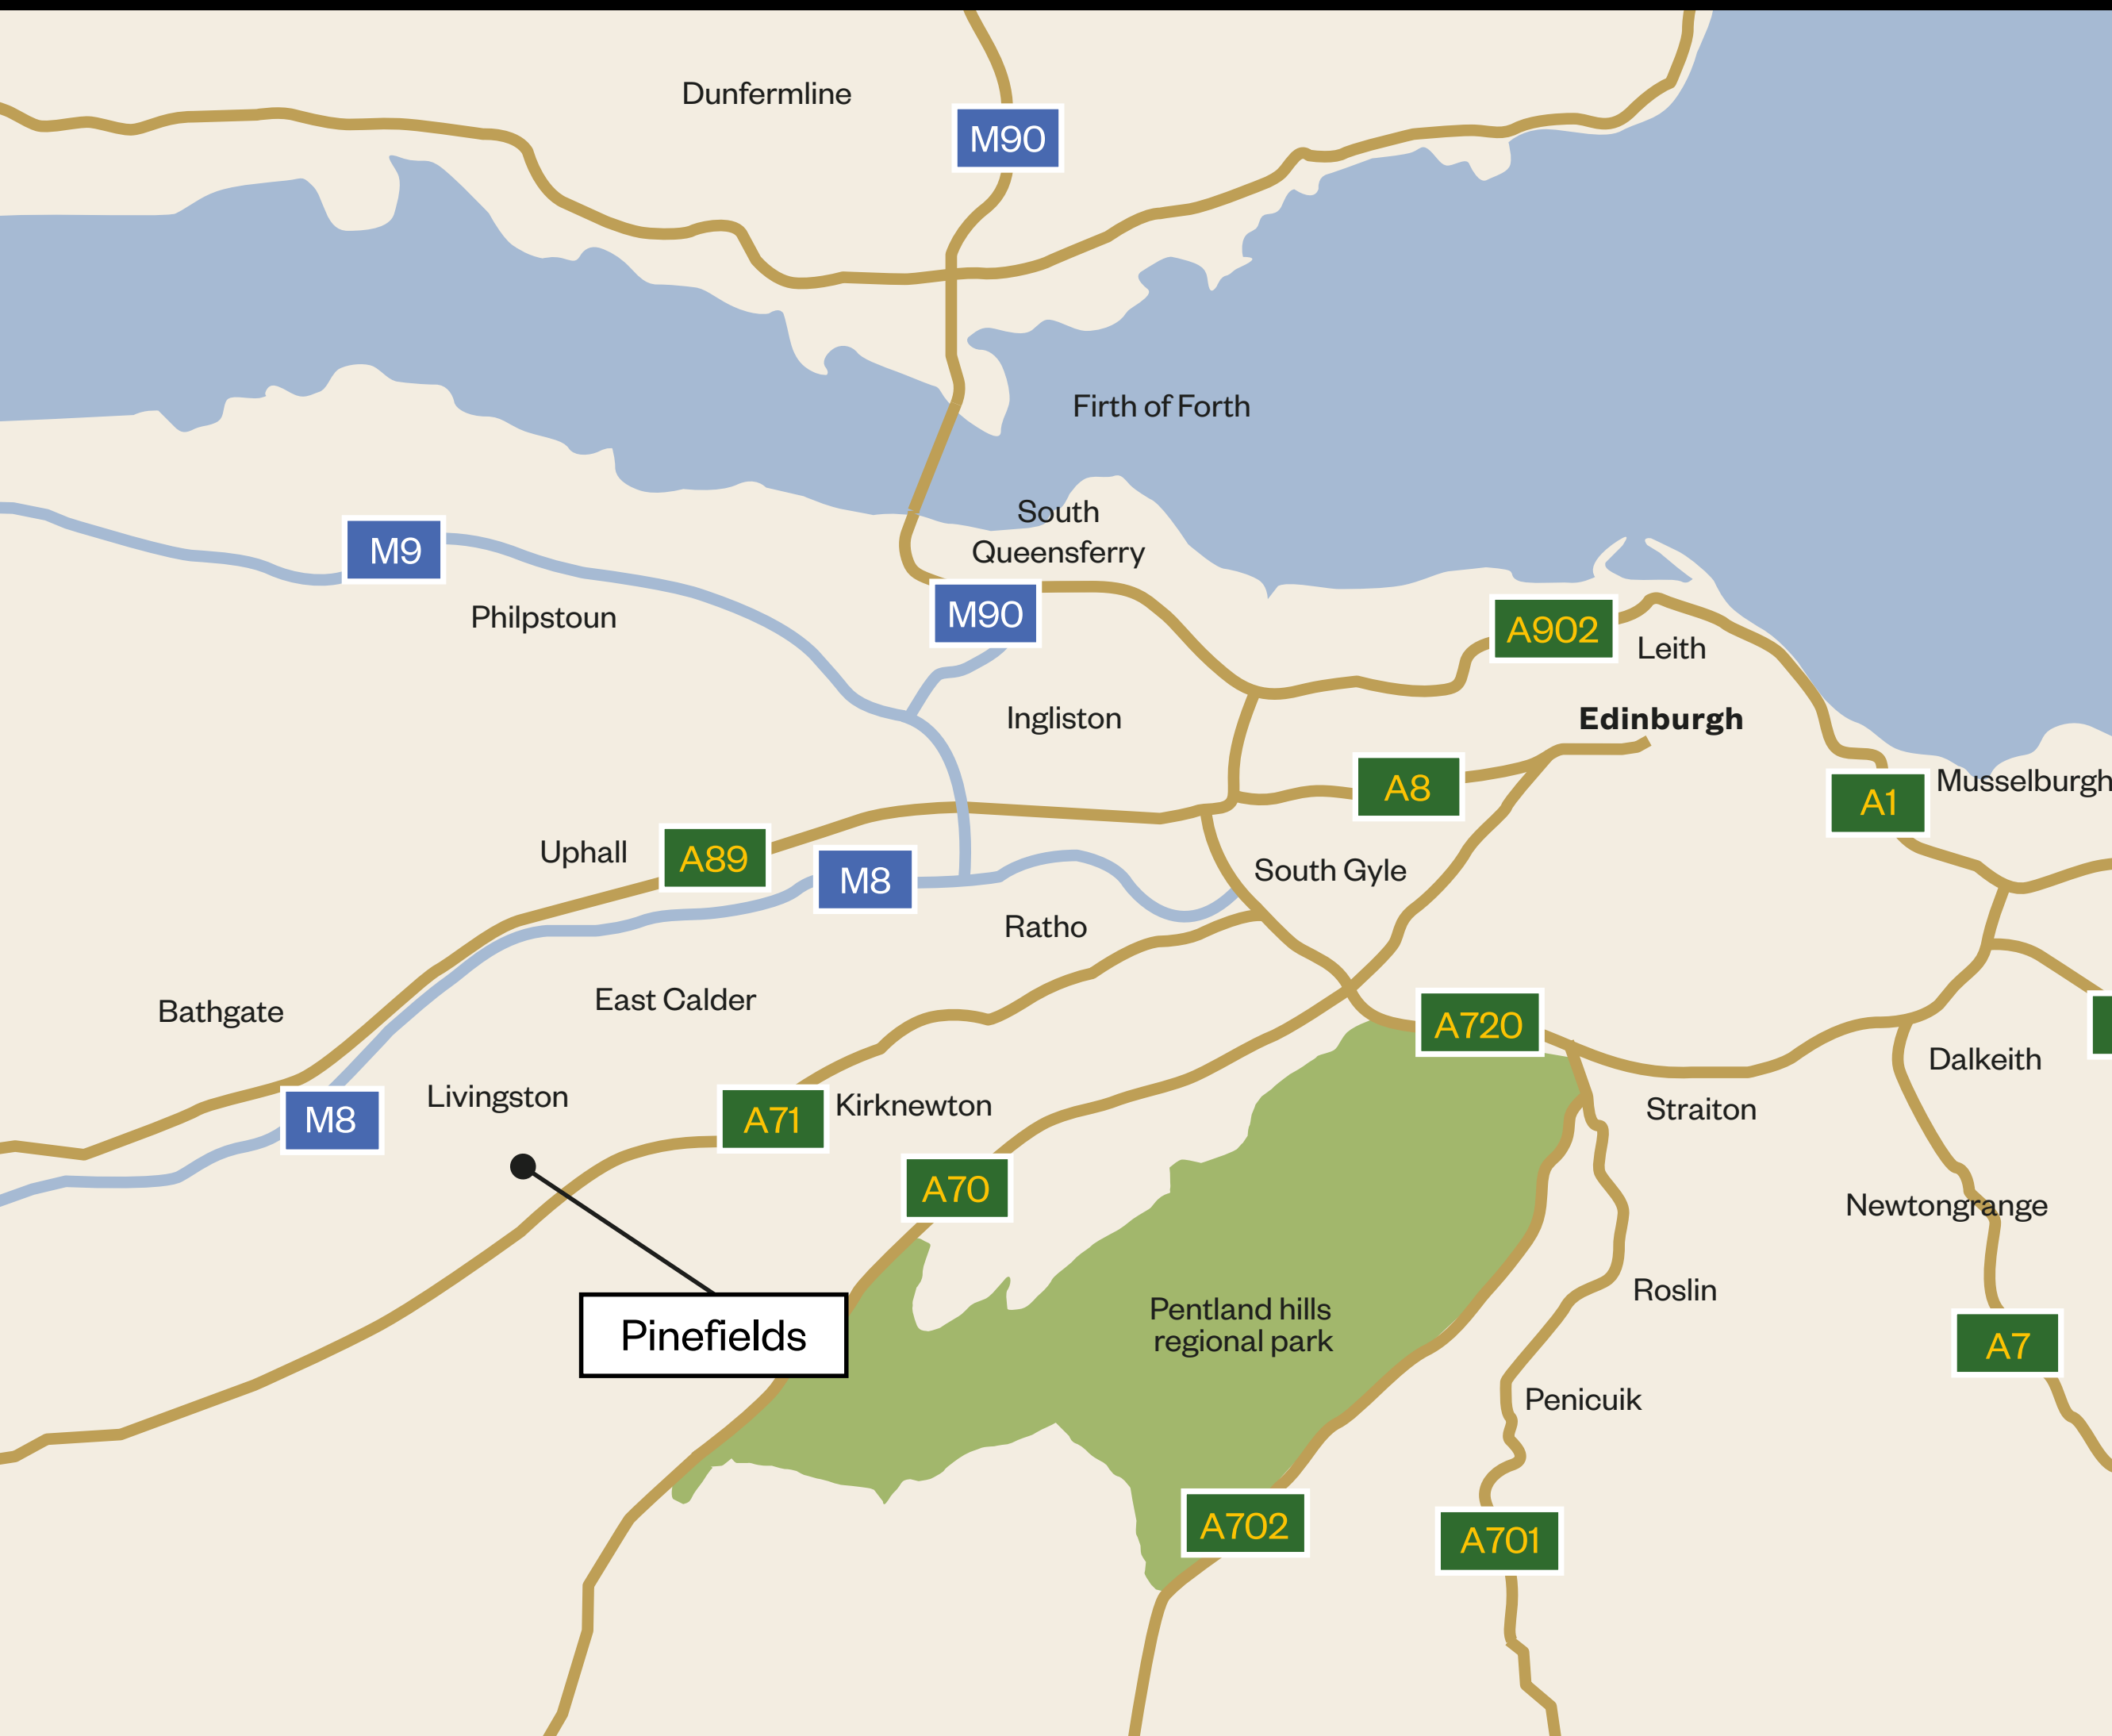 Dunfermline
M90
Firth of Forth
South
Queensferry
M9
M90
Philpstoun
A902
Leith
Ingliston
Edinburgh
A8
Musselburgh
A1
Uphall
A89
M8
South Gyle
Ratho
East Calder
Bathgate
A720
Dalkeith
Livingston
M8
A71
Kirknewton
Straiton
A70
Newtongrange
Roslin
Pentland hills
regional park
Pinefields
A7
Penicuik
A702
A701